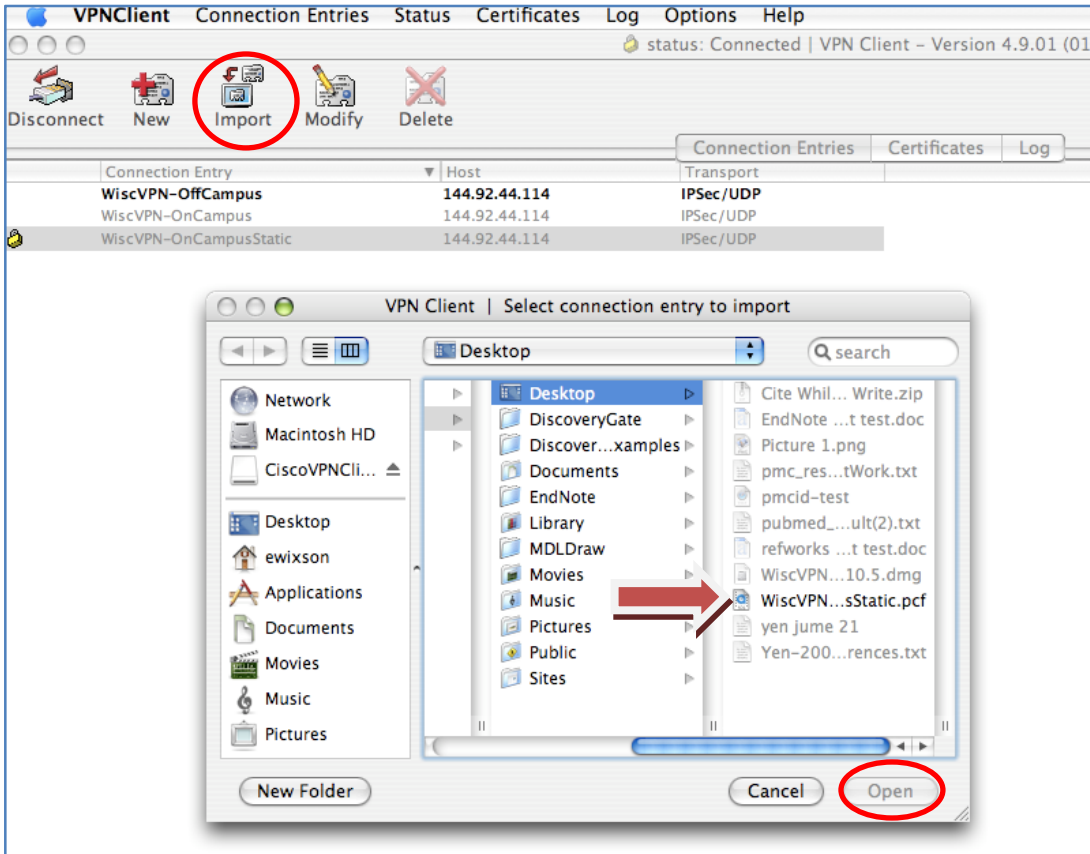 VPNClient Connection Entries Status Certificates Log Options Help
status: Connected | VPN Client – Version 4.9.01 (01
Disconnect New Import Modify Delete
Connection Entries Certificates Log
Connection Entry Host Transport
WiscVPN-OffCampus 144.92.44.114 IPSec/UDP
WiscVPN-OnCampus 144.92.44.114 IPSec/UDP
WiscVPN-OnCampusStatic 144.92.44.114 IPSec/UDP
VPN Client | Select connection entry to import
Desktop
search
Network
Macintosh HD
CiscoVPNCli...
Desktop
ewixson
Applications
Documents
Movies
Music
Pictures
Desktop
DiscoveryGate
Discover...xamples
Documents
EndNote
Library
MDLDraw
Movies
Music
Pictures
Public
Sites
Cite Whil... Write.zip
EndNote ...t test.doc
Picture 1.png
pmc_res...tWork.txt
pmcid-test
pubmed_...ult(2).txt
refworks ...t test.doc
WiscVPN...10.5.dmg
WiscVPN...sStatic.pcf
yen jume 21
Yen-200...rences.txt
New Folder
Cancel
Open